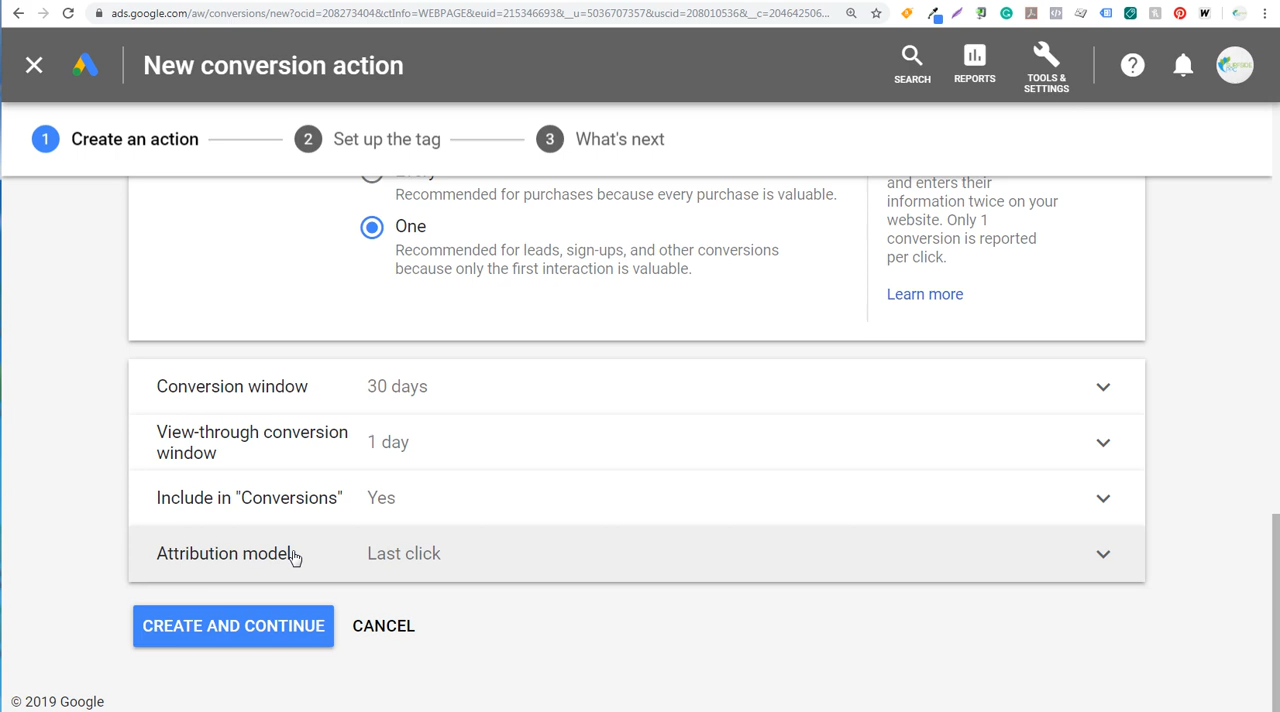 ads.google.com/aw/conversions/new?ocid=208273404&ctInfo=WEBPAGE&euid=215346693&__u=5036707357&uscid=208010536&__c=204642506...
New conversion action
SEARCH
REPORTS
TOOLS &
SETTINGS
1 Create an action
2 Set up the tag
3 What's next
Recommended for purchases because every purchase is valuable.
One
Recommended for leads, sign-ups, and other conversions
because only the first interaction is valuable.
and enters their
information twice on your
website. Only 1
conversion is reported
per click.
Learn more
Conversion window 30 days
View-through conversion
window
1 day
Include in "Conversions" Yes
Attribution model Last click
CREATE AND CONTINUE CANCEL
© 2019 Google